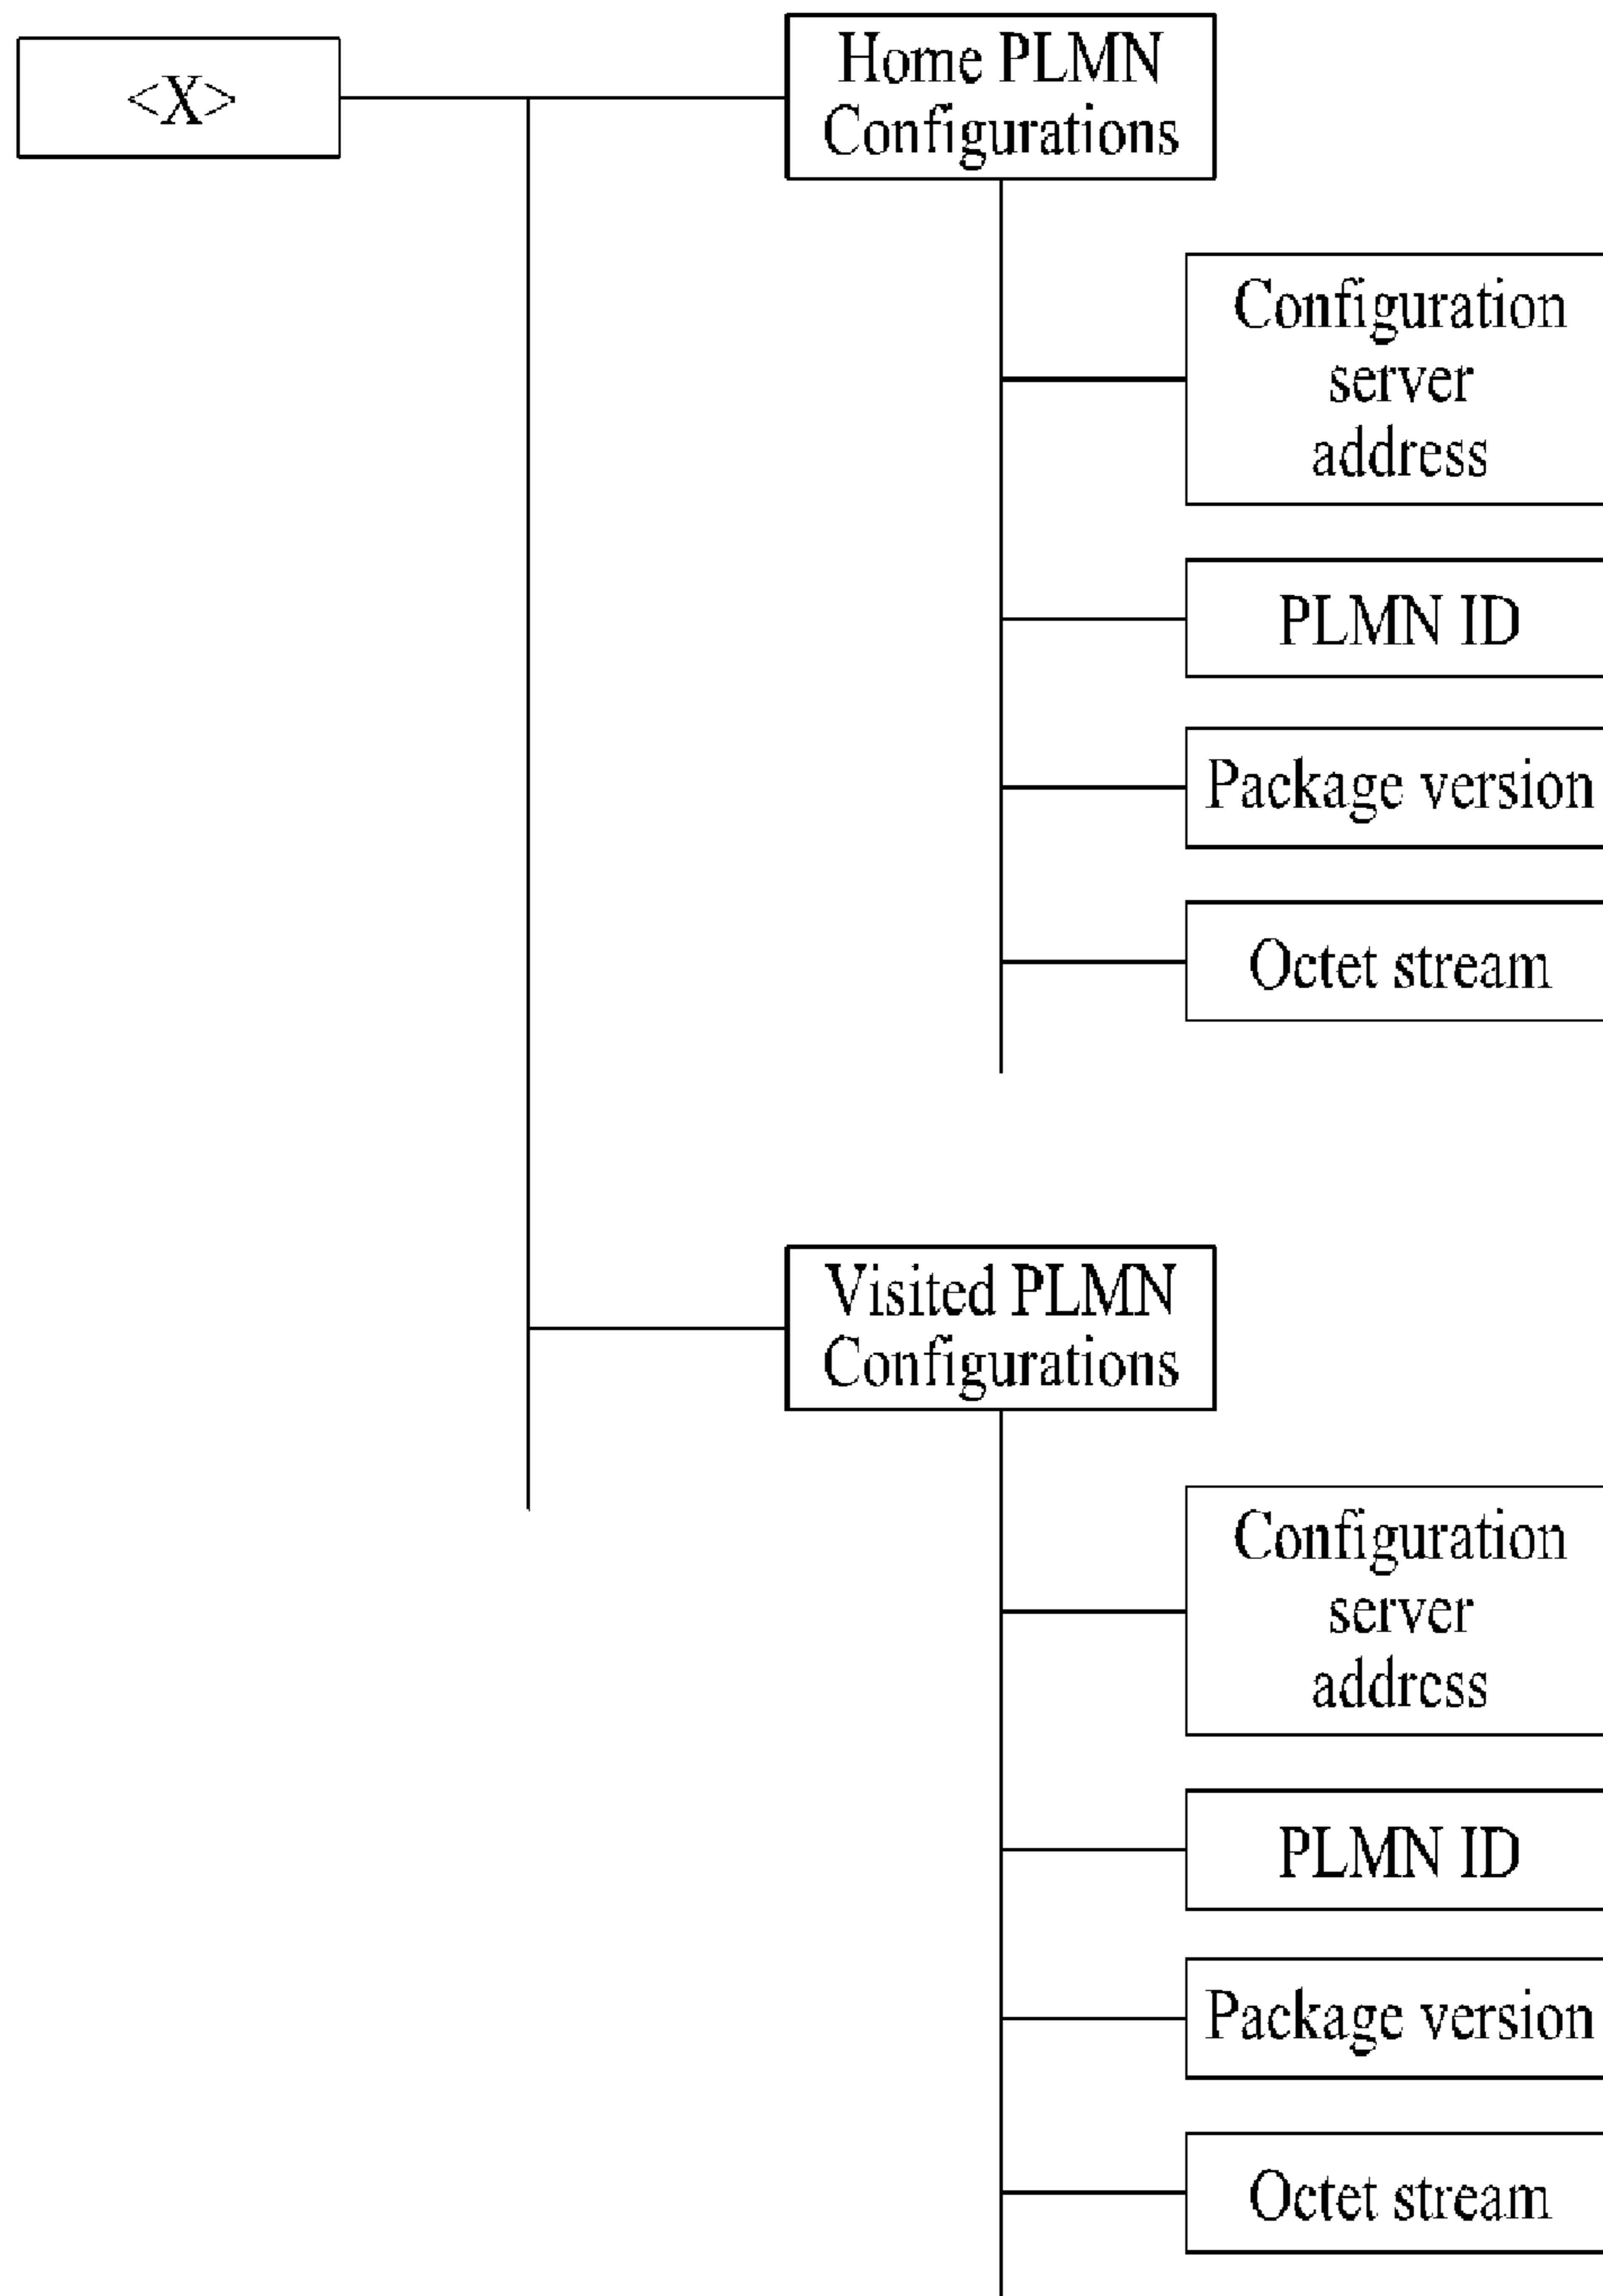 <X>
Home PLMN
Configurations
Configuration
server
address
PLMN ID
Package version
Octet stream
Visited PLMN
Configurations
Configuration
server
address
PLMN ID
Package version
Octet stream